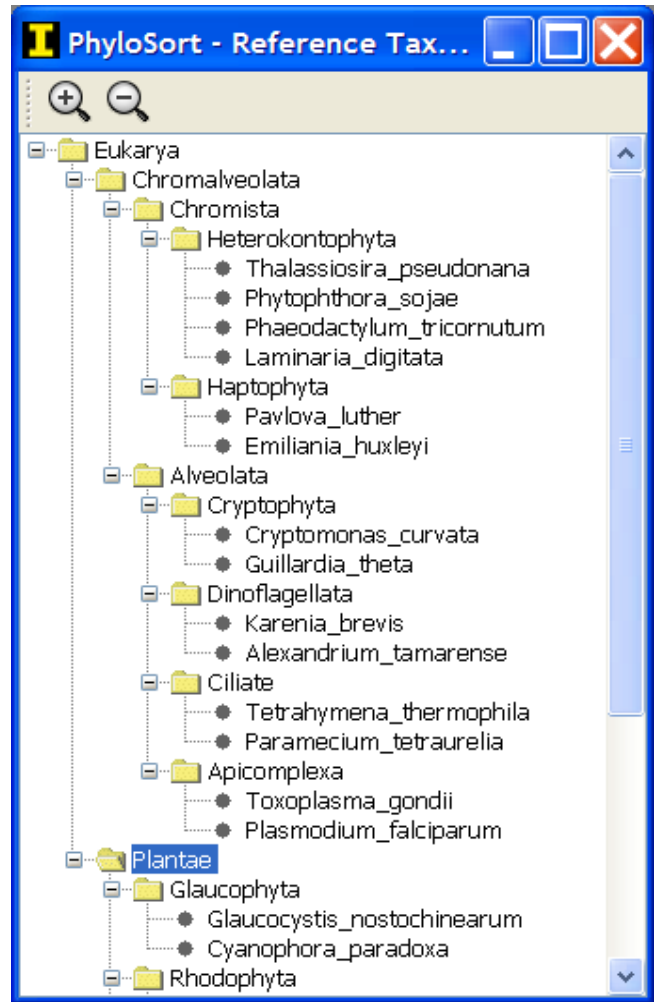 PhyloSort - Reference Tax...
Eukarya
Chromalveolata
Chromista
Heterokontophyta
Thalassiosira_pseudonana
Phytophthora_sojae
Phaeodactylum_tricornutum
Laminaria_digitata
Haptophyta
Pavlova_luther
Emiliania_huxleyi
Alveolata
Cryptophyta
Cryptomonas_curvata
Guillardia_theta
Dinoflagellata
Karenia_brevis
Alexandrium_tamarense
Ciliate
Tetrahymena_thermophila
Paramecium_tetraurelia
Apicomplexa
Toxoplasma_gondii
Plasmodium_falciparum
Plantae
Glaucophyta
Glaucocystis_nostochinearum
Cyanophora_paradoxa
Rhodophyta